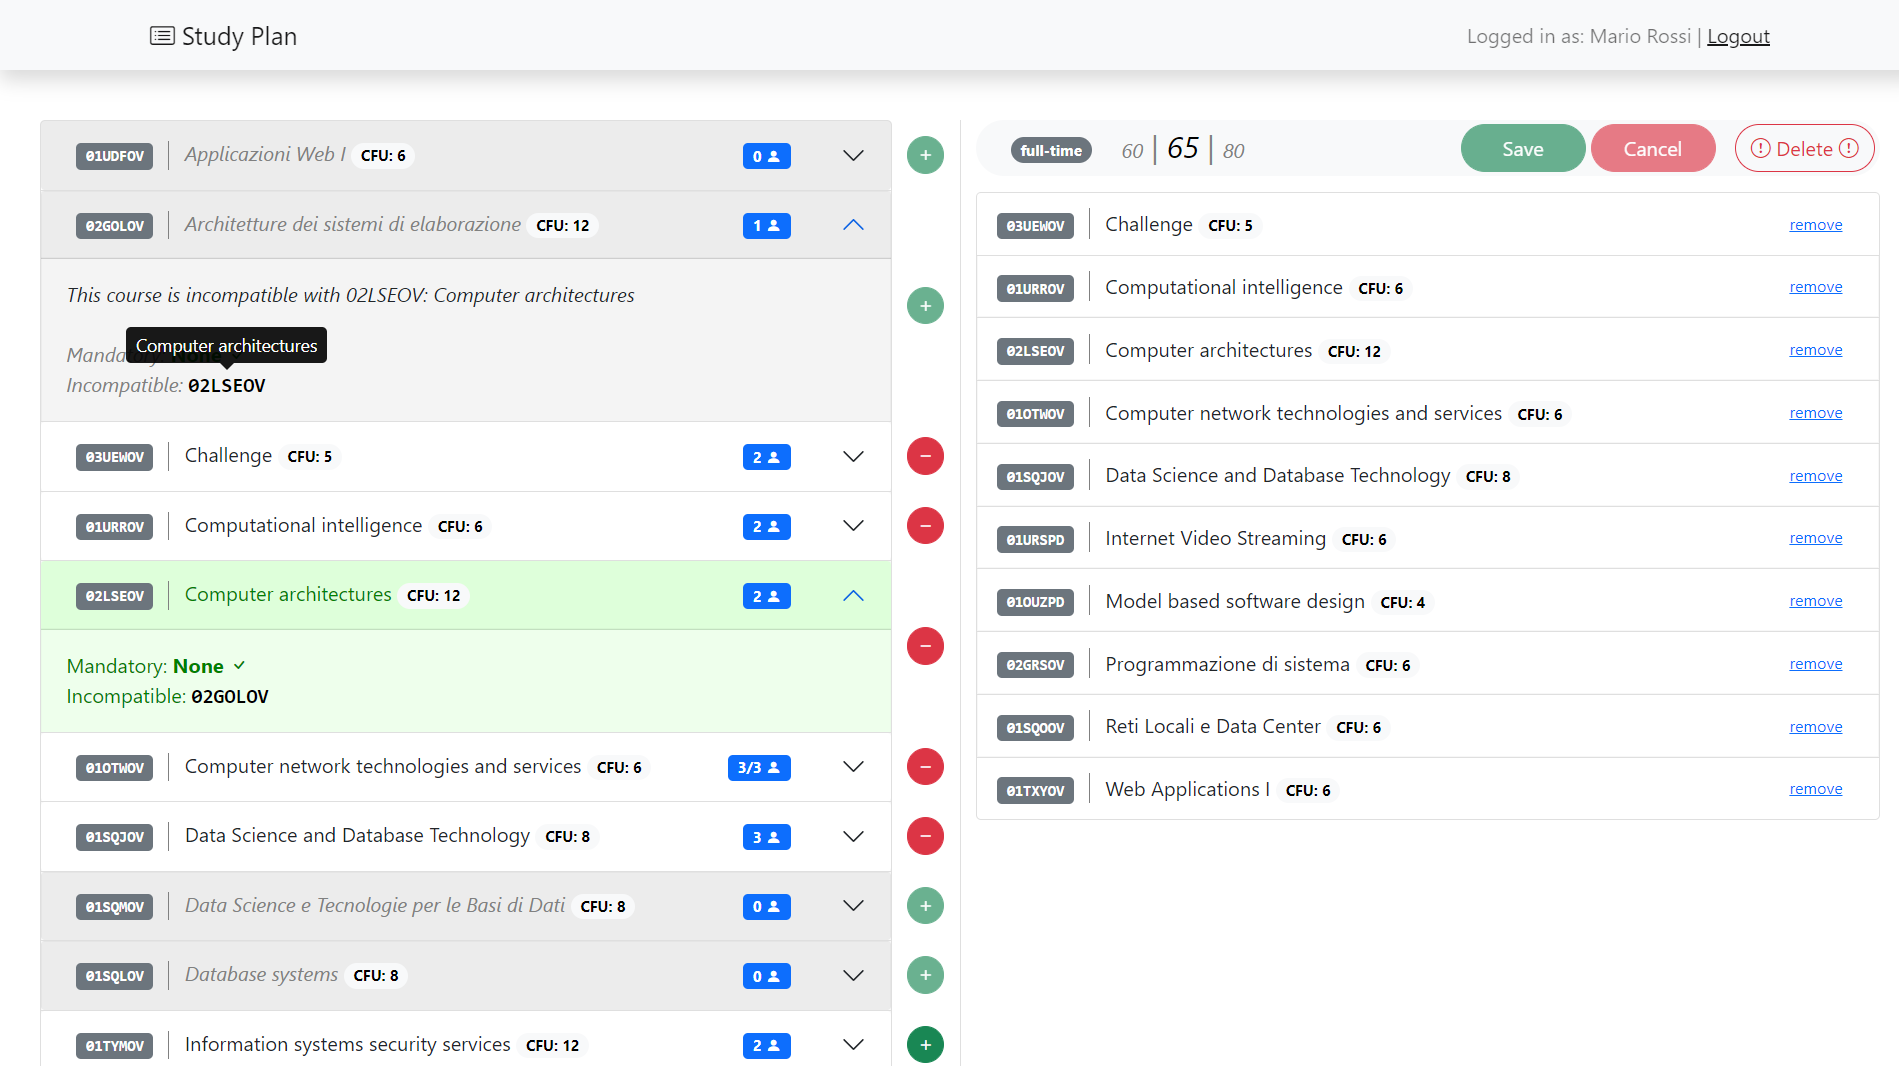 Study Plan
Logged in as: Mario Rossi | Logout
01UDFOV Applicazioni Web I CFU: 6 0
02GOLOV Architetture dei sistemi di elaborazione CFU: 12 1
This course is incompatible with 02LSEOV: Computer architectures
Computer architectures
Mandatory: None
Incompatible: 02LSEOV
03UEWOV Challenge CFU: 5 2
01URROV Computational intelligence CFU: 6 2
02LSEOV Computer architectures CFU: 12 2
Mandatory: None
Incompatible: 02GOLOV
01OTWOV Computer network technologies and services CFU: 6 3/3
01SQJOV Data Science and Database Technology CFU: 8 3
01SQMOV Data Science e Tecnologie per le Basi di Dati CFU: 8 0
01SQLOV Database systems CFU: 8 0
01TYMOV Information systems security services CFU: 12 2
full-time 60 | 65 | 80 Save Cancel Delete
03UEWOV Challenge CFU: 5 remove
01URROV Computational intelligence CFU: 6 remove
02LSEOV Computer architectures CFU: 12 remove
01OTWOV Computer network technologies and services CFU: 6 remove
01SQJOV Data Science and Database Technology CFU: 8 remove
01URSPD Internet Video Streaming CFU: 6 remove
01OUZPD Model based software design CFU: 4 remove
02GRSOV Programmazione di sistema CFU: 6 remove
01SQOOV Reti Locali e Data Center CFU: 6 remove
01TXYOV Web Applications I CFU: 6 remove